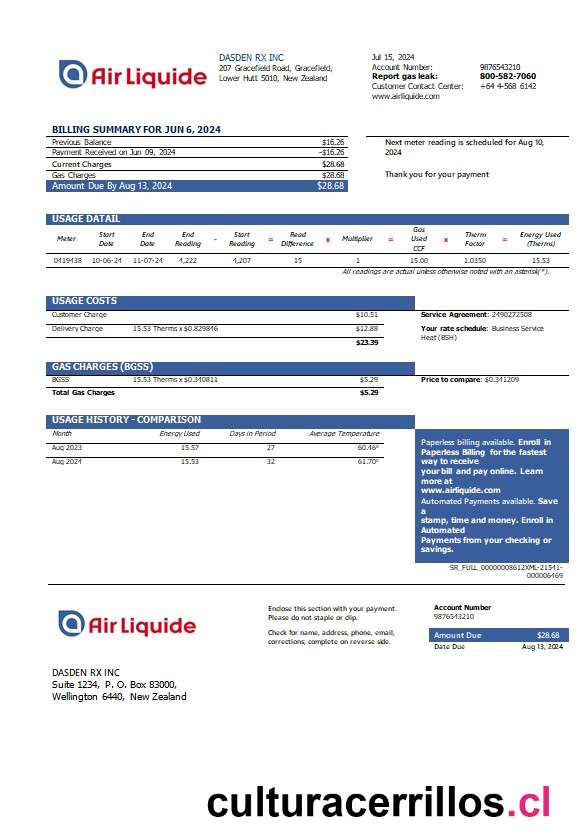 Air Liquide
DASDEN RX INC
207 Gracefield Road, Gracefield,
Lower Hutt 5010, New Zealand
Jul 15, 2024
Account Number: 9876543210
Report gas leak: 800-582-7060
Customer Contact Center: +64 4-568 6142
www.airliquide.com
BILLING SUMMARY FOR JUN 6, 2024
Previous Balance $16.26
Payment Received on Jun 09, 2024 -$16.26
Current Charges $28.68
Gas Charges $28.68
Amount Due By Aug 13, 2024 $28.68
Next meter reading is scheduled for Aug 10,
2024
Thank you for your payment
USAGE DATAIL
Meter Start Date End Date End Reading - Start Reading = Read Difference x Multiplier = Gas Used CCF x Therm Factor = Energy Used (Therms)
0419438 10-06-24 11-07-24 4,222 4,207 15 1 15.00 1.0350 15.53
All readings are actual unless otherwise noted with an asterisk(*).
USAGE COSTS
Customer Charge $10.51
Delivery Charge 15.53 Therms x $0.829846 $12.88
$23.39
Service Agreement: 2490272508
Your rate schedule: Business Service
Heat (BSH)
GAS CHARGES (BGSS)
BGSS 15.53 Therms x $0.340811 $5.29
Total Gas Charges $5.29
Price to compare: $0.341209
USAGE HISTORY - COMPARISON
Month Energy Used Days in Period Average Temperature
Aug 2023 15.57 27 60.46º
Aug 2024 15.53 32 61.70º
Paperless billing available. Enroll in
Paperless Billing for the fastest
way to receive
your bill and pay online. Learn
more at
www.airliquide.com
Automated Payments available. Save
a
stamp, time and money. Enroll in
Automated
Payments from your checking or
savings.
SR_FULL_00000008612XML-21541-
000006469
Air Liquide
Enclose this section with your payment.
Please do not staple or clip.
Check for name, address, phone, email,
corrections; complete on reverse side.
Account Number
9876543210
Amount Due $28.68
Date Due Aug 13, 2024
DASDEN RX INC
Suite 1234, P. O. Box 83000,
Wellington 6440, New Zealand
culturacerrillos.cl